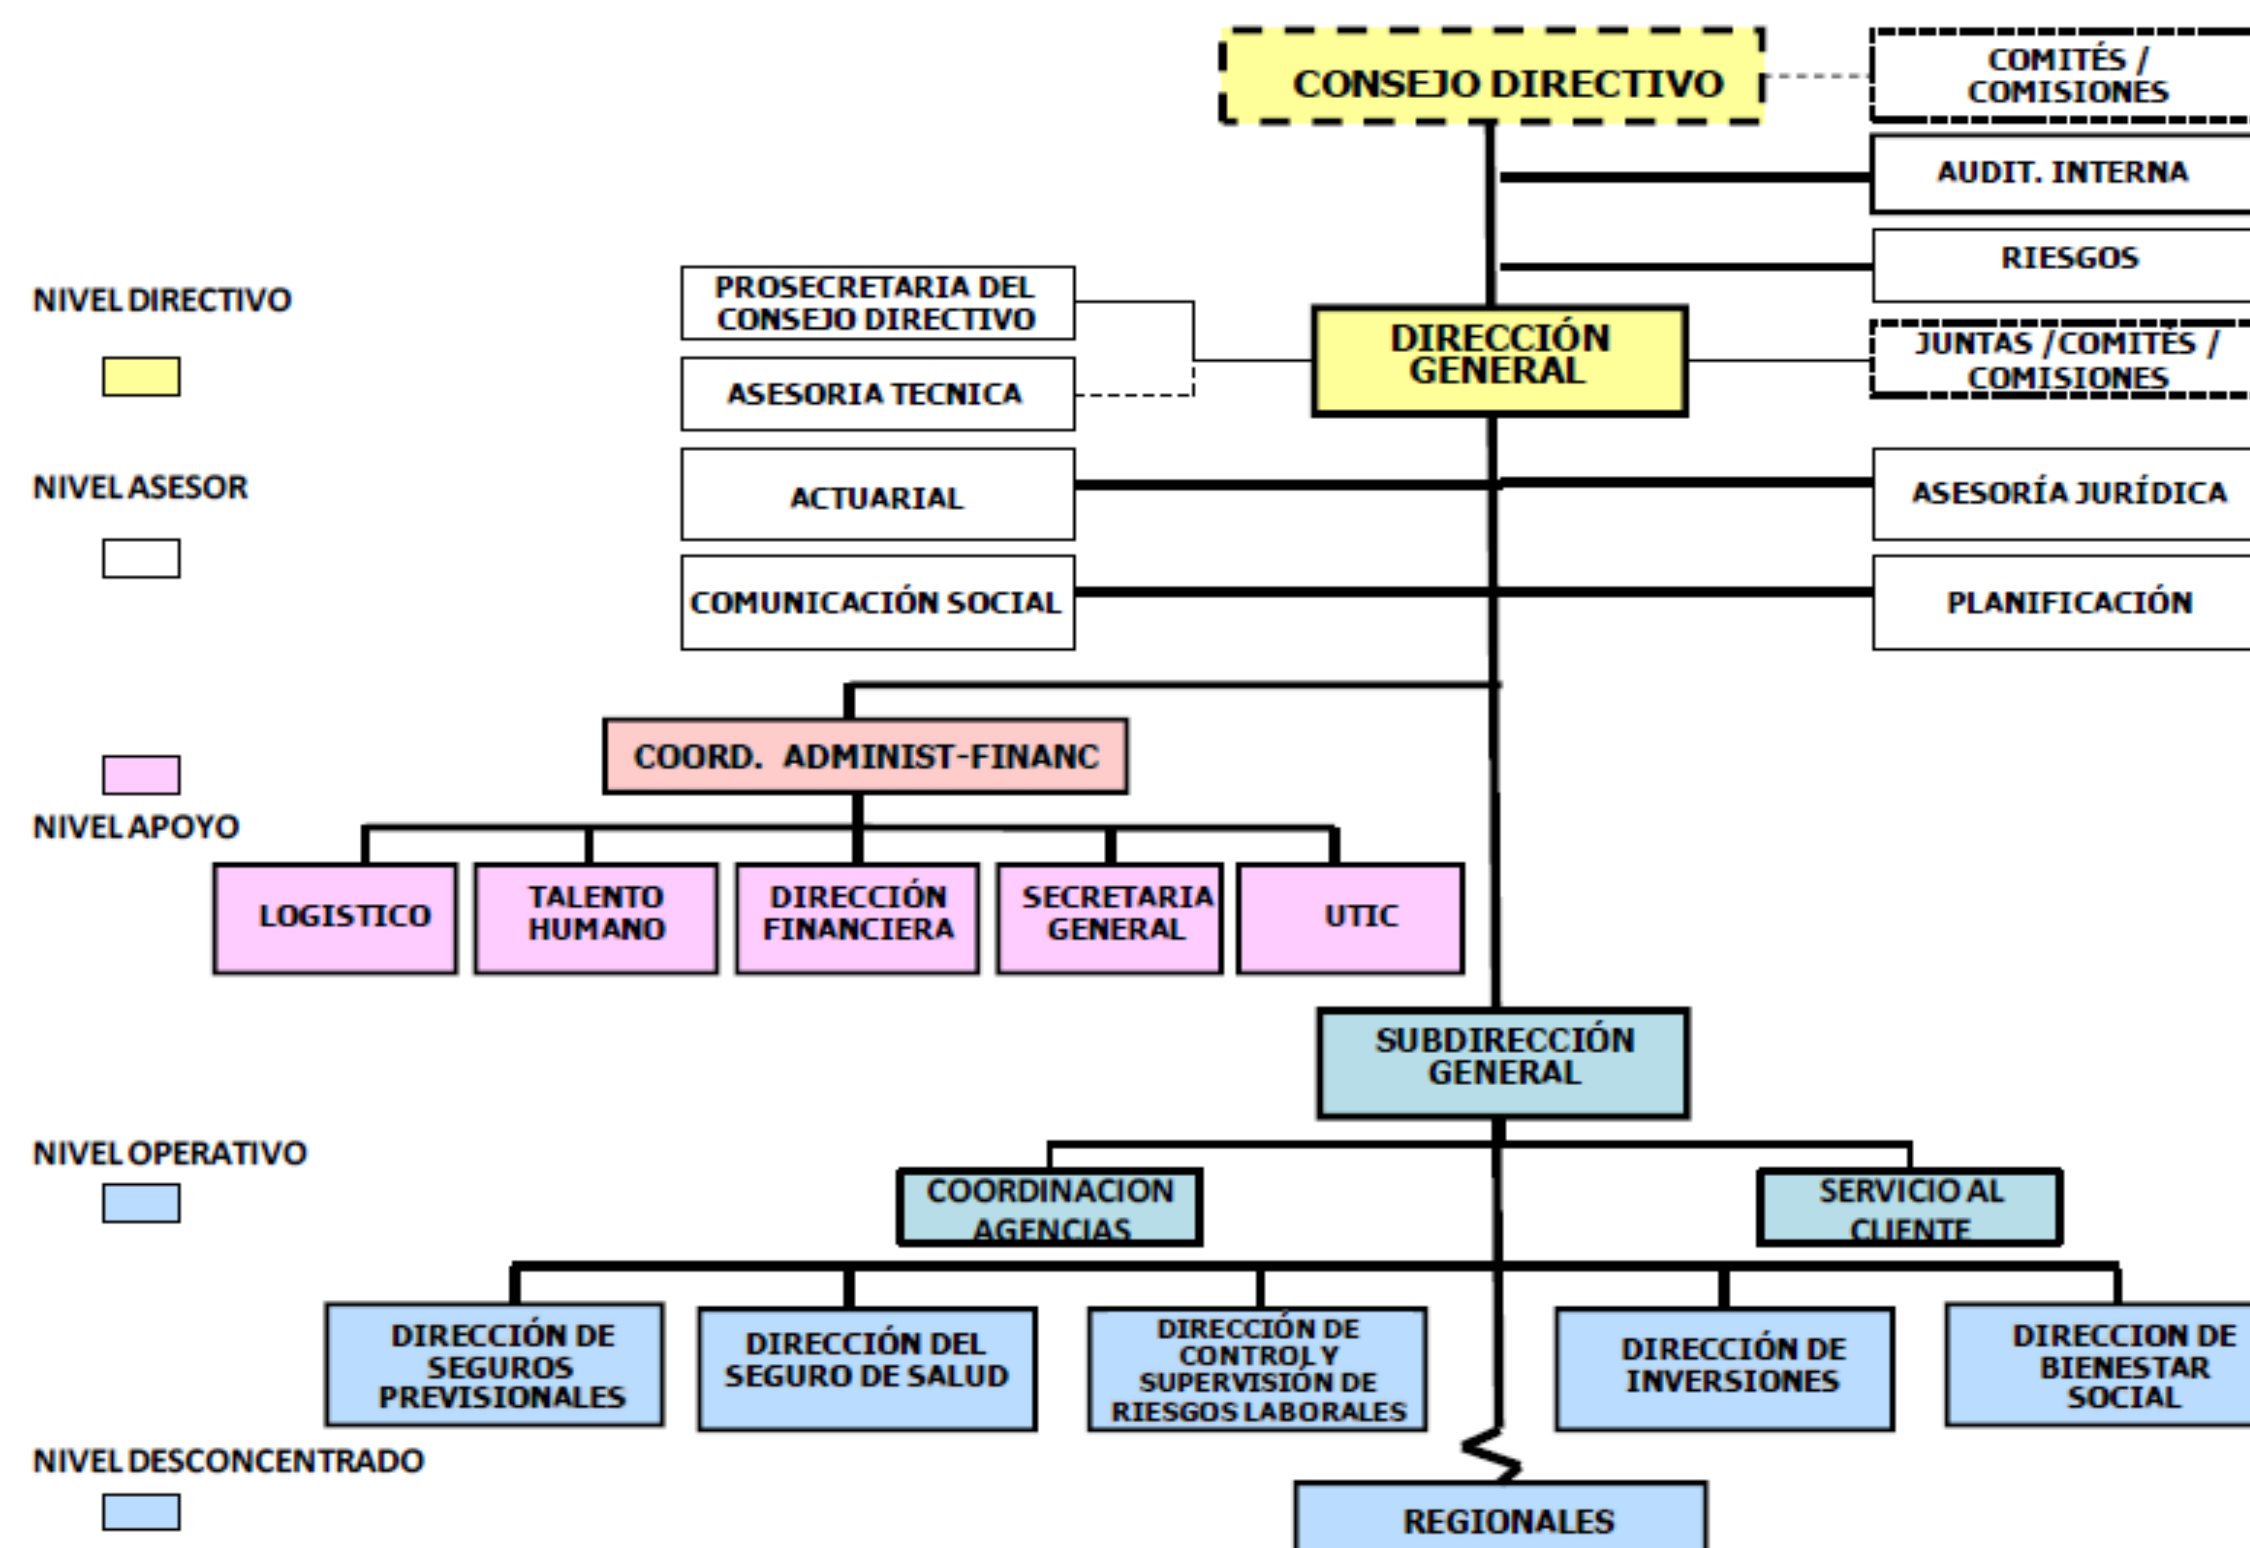 CONSEJO DIRECTIVO
COMITÉS /
COMISIONES
AUDIT. INTERNA
RIESGOS
NIVEL DIRECTIVO
PROSECRETARIA DEL
CONSEJO DIRECTIVO
DIRECCIÓN
GENERAL
JUNTAS /COMITÉS /
COMISIONES
ASESORIA TECNICA
NIVEL ASESOR
ACTUARIAL
ASESORÍA JURÍDICA
COMUNICACIÓN SOCIAL
PLANIFICACIÓN
COORD. ADMINIST-FINANC
NIVEL APOYO
LOGISTICO
TALENTO
HUMANO
DIRECCIÓN
FINANCIERA
SECRETARIA
GENERAL
UTIC
SUBDIRECCIÓN
GENERAL
NIVEL OPERATIVO
COORDINACION
AGENCIAS
SERVICIO AL
CLIENTE
DIRECCIÓN DE
SEGUROS
PREVISIONALES
DIRECCIÓN DEL
SEGURO DE SALUD
DIRECCIÓN DE
CONTROL Y
SUPERVISIÓN DE
RIESGOS LABORALES
DIRECCIÓN DE
INVERSIONES
DIRECCION DE
BIENESTAR
SOCIAL
NIVEL DESCONCENTRADO
REGIONALES